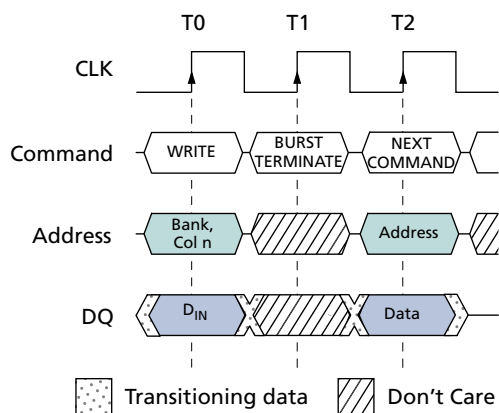 T0 T1 T2
CLK
Command WRITE BURST TERMINATE NEXT COMMAND
Address Bank, Col n Address
DQ DIN Data
Transitioning data Don't Care